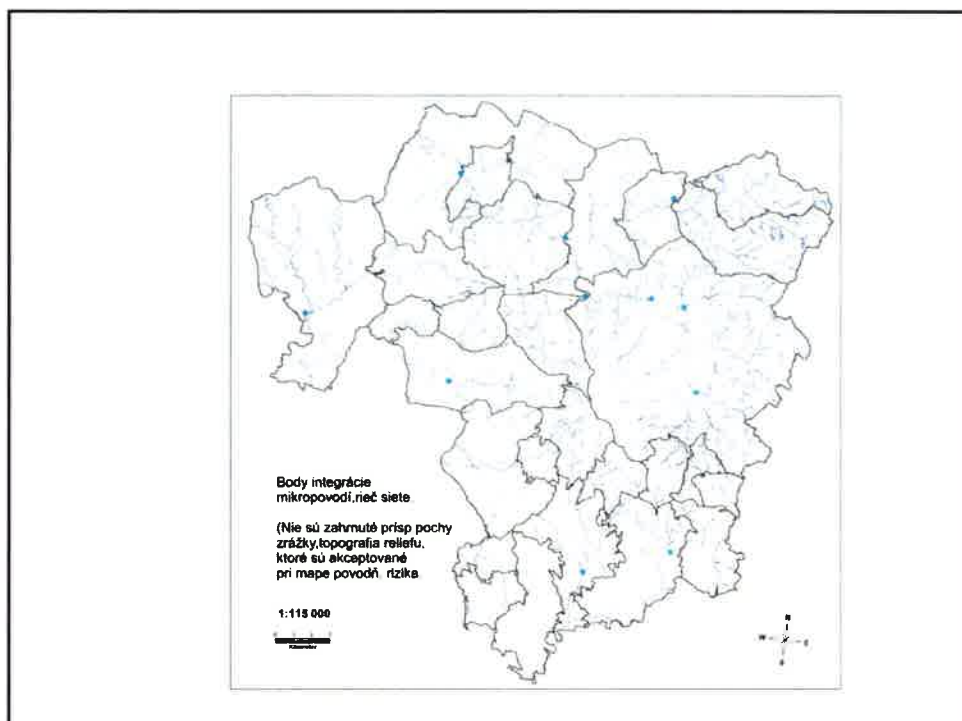 Body integrácie
mikropovodí,rieč siete
(Nie sú zahrnuté prísp pochy
zrážky,topografia reliefu,
ktoré sú akceptované
pri mape povodň. rizika
1:115 000
Kilometer
N
W
E
S